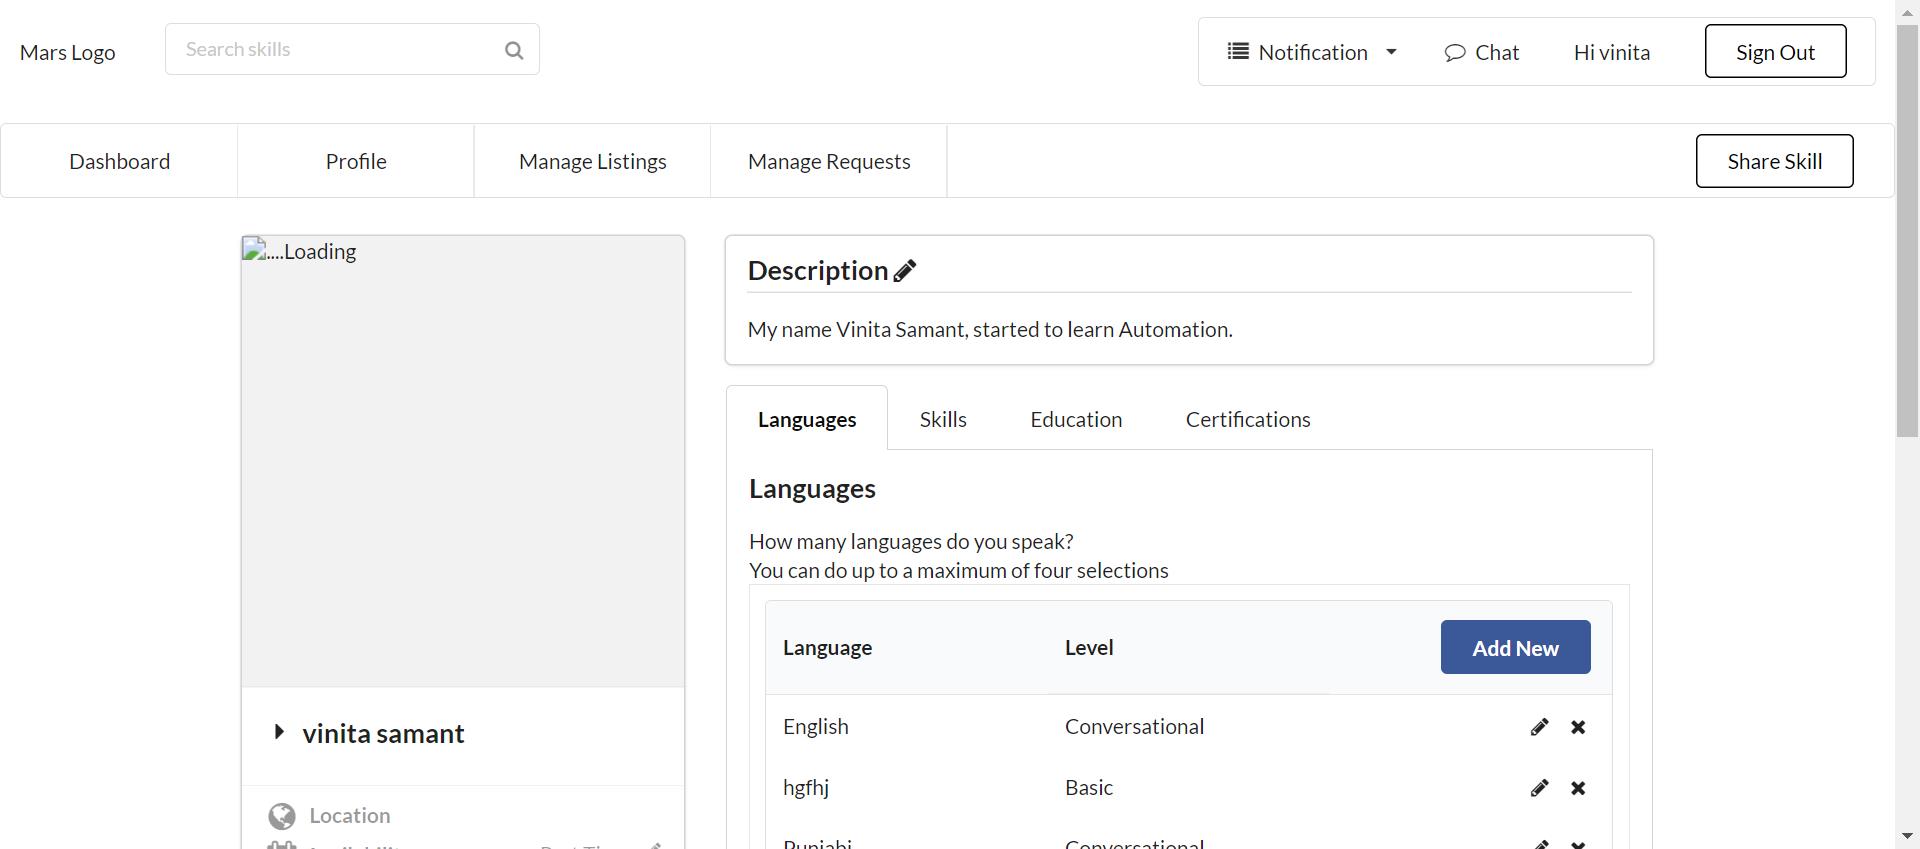 Mars Logo
Search skills
Notification
Chat
Hi vinita
Sign Out
Dashboard
Profile
Manage Listings
Manage Requests
Share Skill
....Loading
vinita samant
Location
Description
My name Vinita Samant, started to learn Automation.
Languages
Skills
Education
Certifications
Languages
How many languages do you speak?
You can do up to a maximum of four selections
Language Level Add New
English Conversational
hgfhj Basic
Punjabi Conversational